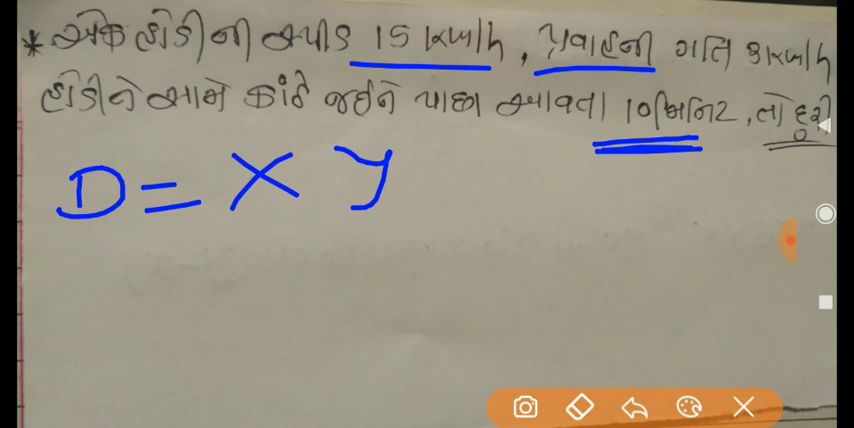 * એક હોડીની સ્પીડ 15 કિમી/h, પ્રવાહની ગતિ 3 કિમી/h
હોડીને સામે કાંઠે જઈને પાછા આવતા 10 મિનિટ, તો દુરી
D = X Y